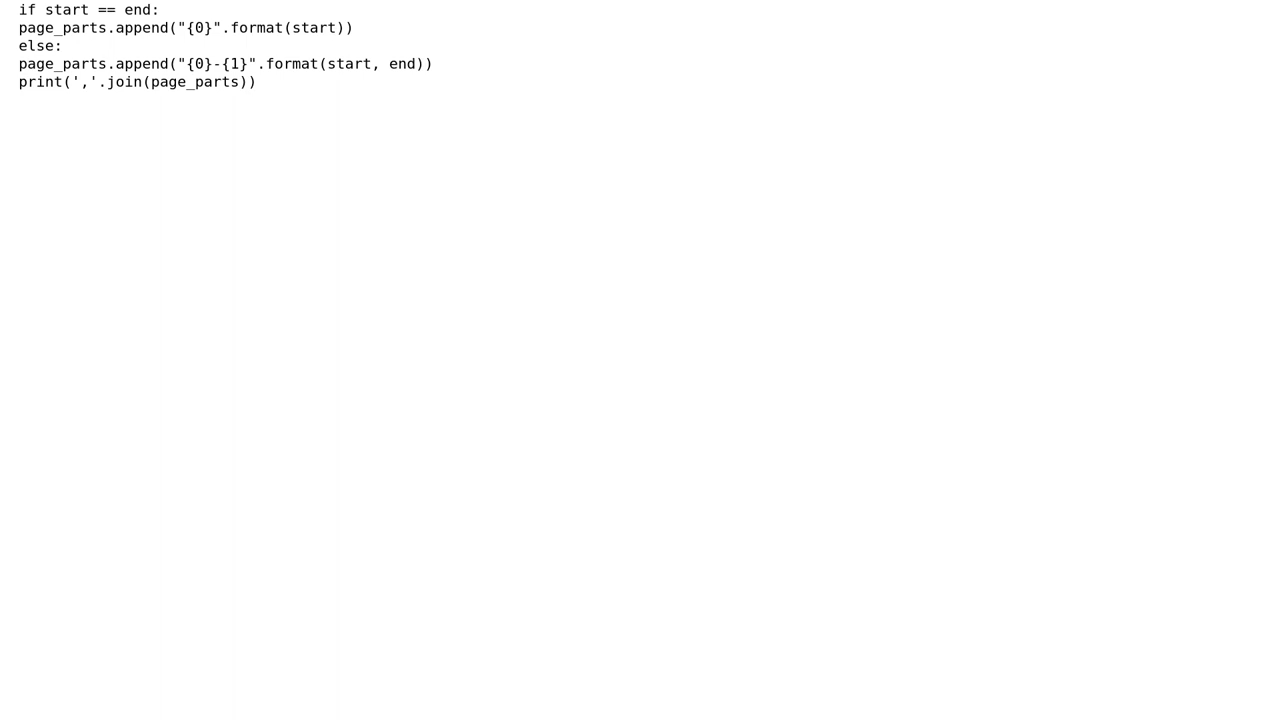 if start == end:
page_parts.append("{0}".format(start))
else:
page_parts.append("{0}-{1}".format(start, end))
print(','.join(page_parts))